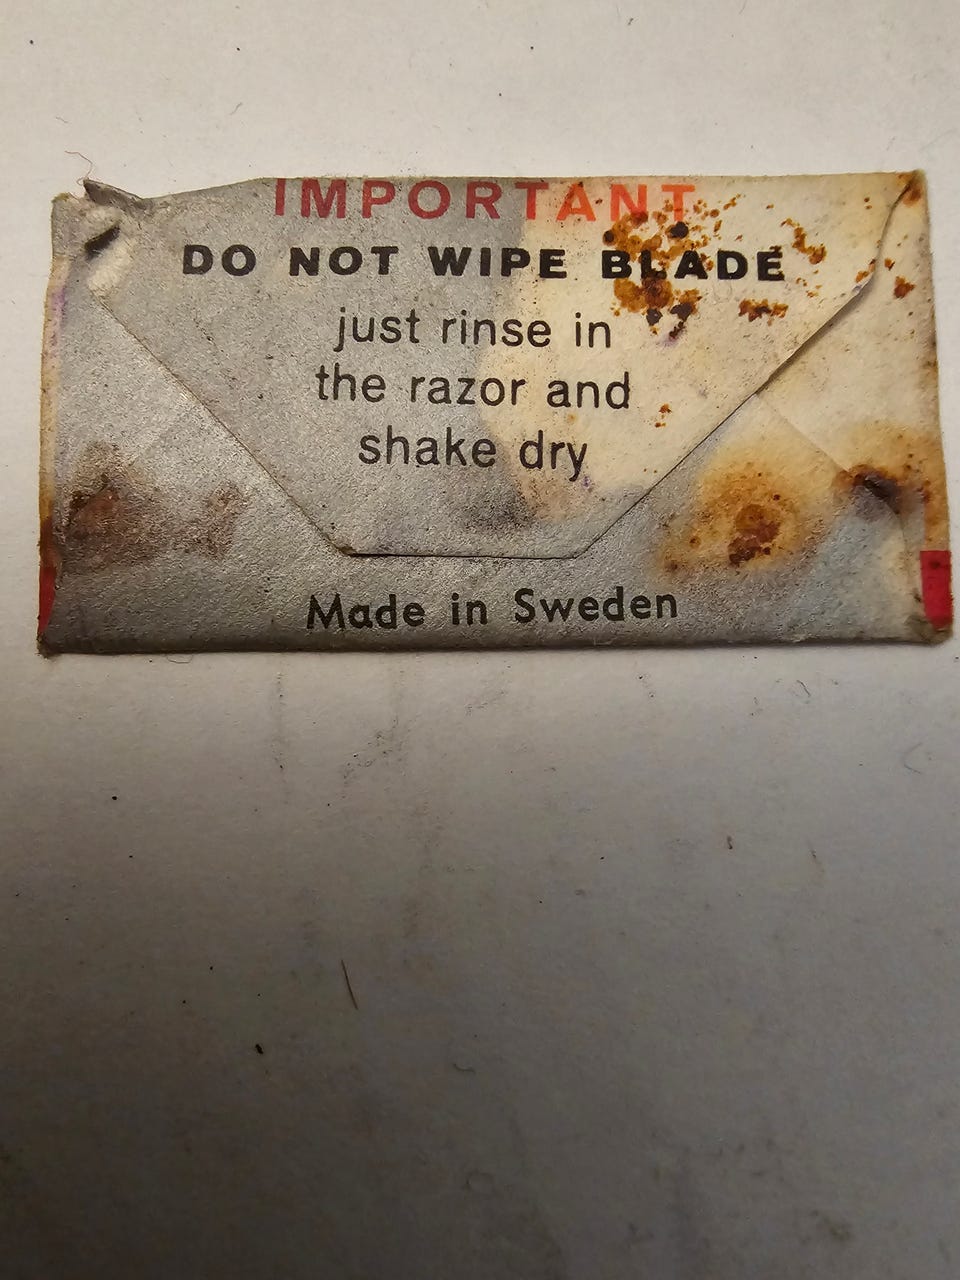 IMPORTANT
DO NOT WIPE BLADE
just rinse in
the razor and
shake dry
Made in Sweden